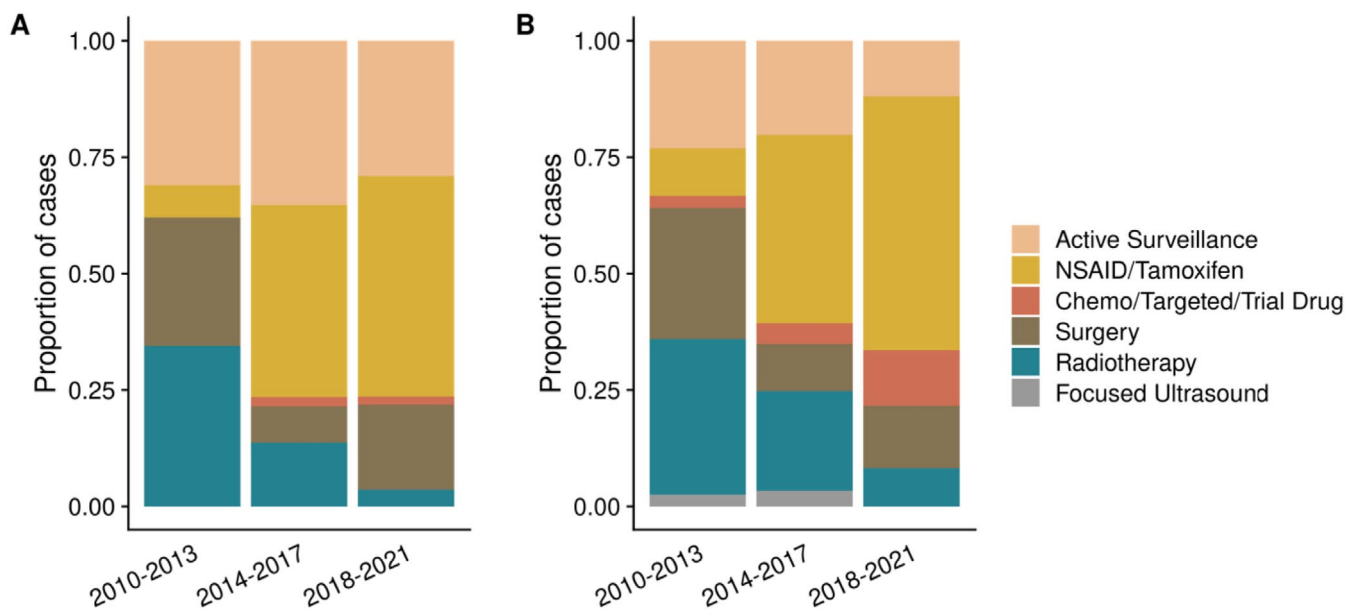 A
Proportion of cases
1.00
0.75
0.50
0.25
0.00
2010-2013
2014-2017
2018-2021
B
Proportion of cases
1.00
0.75
0.50
0.25
0.00
2010-2013
2014-2017
2018-2021
Active Surveillance
NSAID/Tamoxifen
Chemo/Targeted/Trial Drug
Surgery
Radiotherapy
Focused Ultrasound